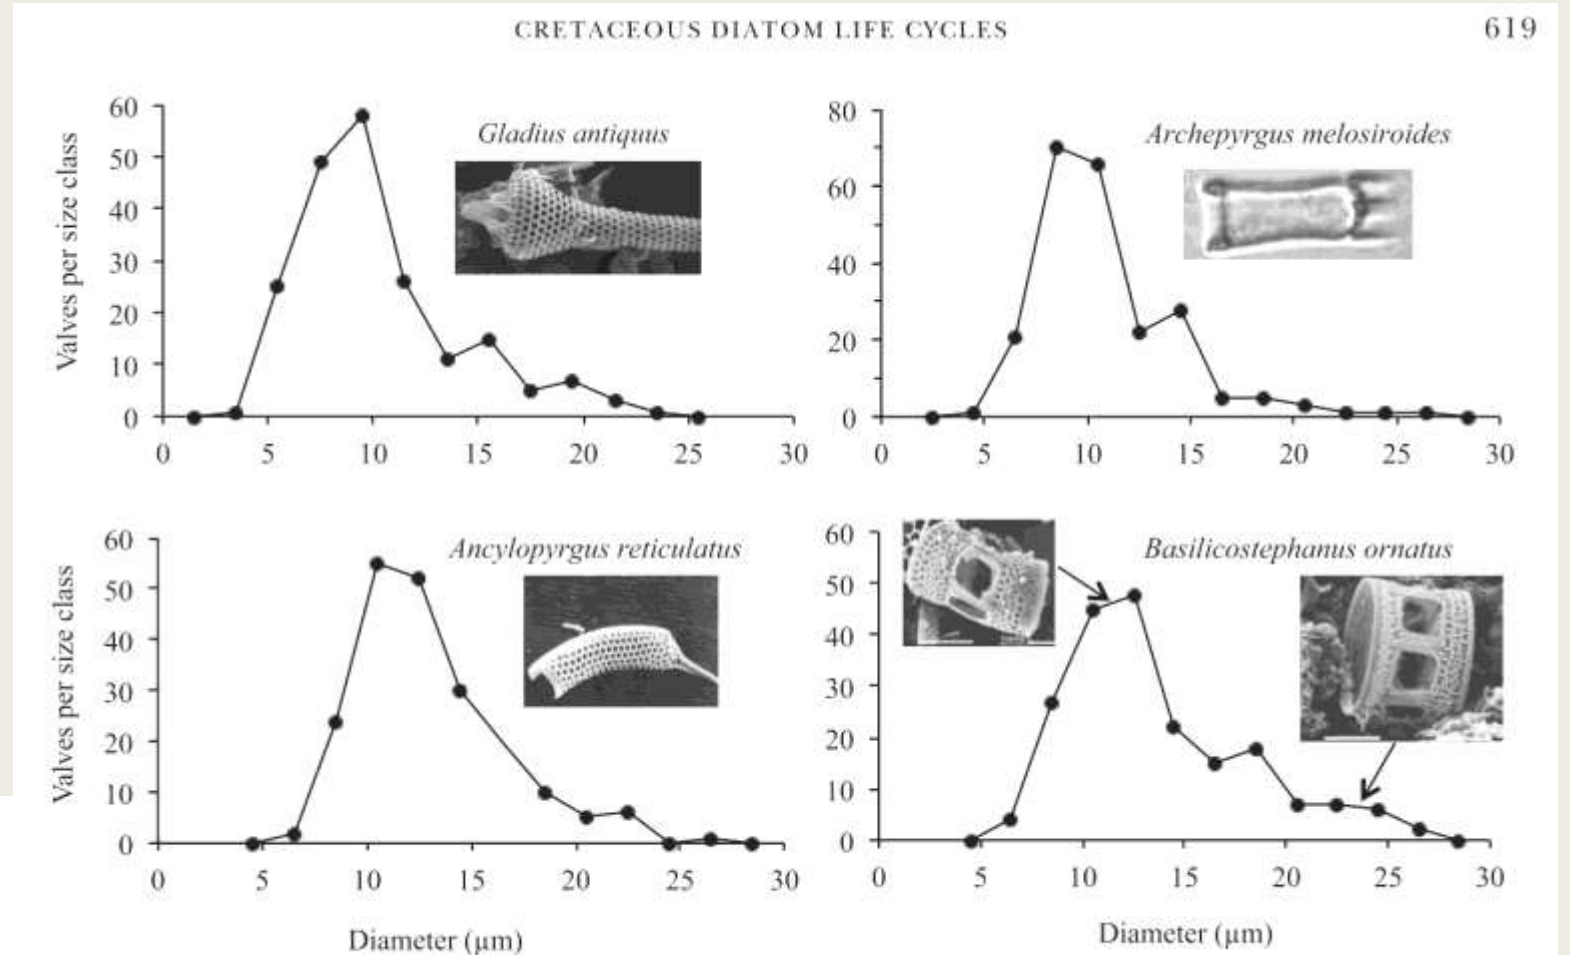 CRETACEOUS DIATOM LIFE CYCLES 619
Gladius antiquus
Valves per size class
60
50
40
30
20
10
0
0 5 10 15 20 25 30
Archepyrgus melosiroides
80
60
40
20
0
0 5 10 15 20 25 30
Ancylopyrgus reticulatus
Valves per size class
60
50
40
30
20
10
0
0 5 10 15 20 25 30
Diameter (µm)
Basilicostephanus ornatus
60
50
40
30
20
10
0
0 5 10 15 20 25 30
Diameter (µm)